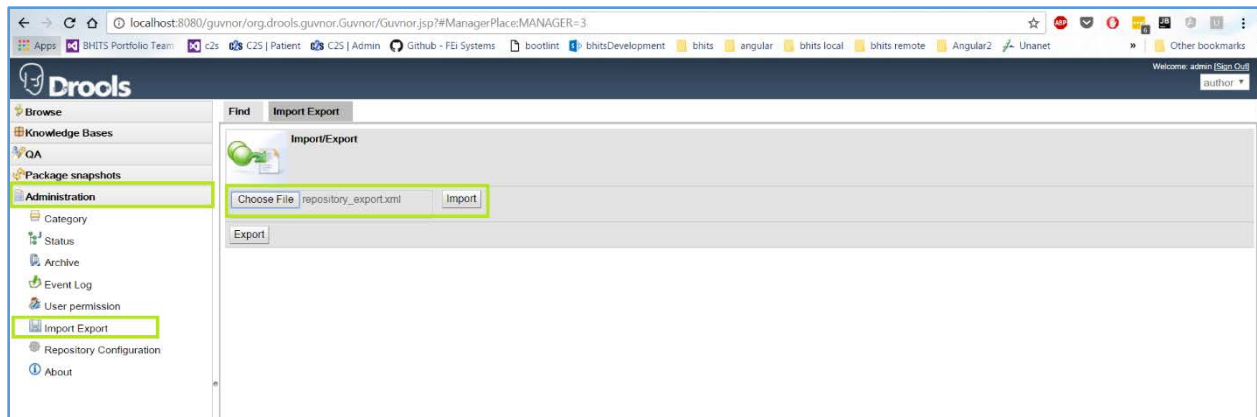 localhost:8080/guvnor/org.drools.guvnor.Guvnor/Guvnor.jsp?#ManagerPlace:MANAGER=3
Apps BHITS Portfolio Team c2s C2S | Patient C2S | Admin Github - FEi Systems bootlint bhitsDevelopment bhits angular bhits local bhits remote Angular2 Unanet » Other bookmarks
Welcome: admin [Sign Out]
Drools
author
Browse
Knowledge Bases
QA
Package snapshots
Administration
Category
Status
Archive
Event Log
User permission
Import Export
Repository Configuration
About
Find Import Export
Import/Export
Choose File repository_export.xml Import
Export